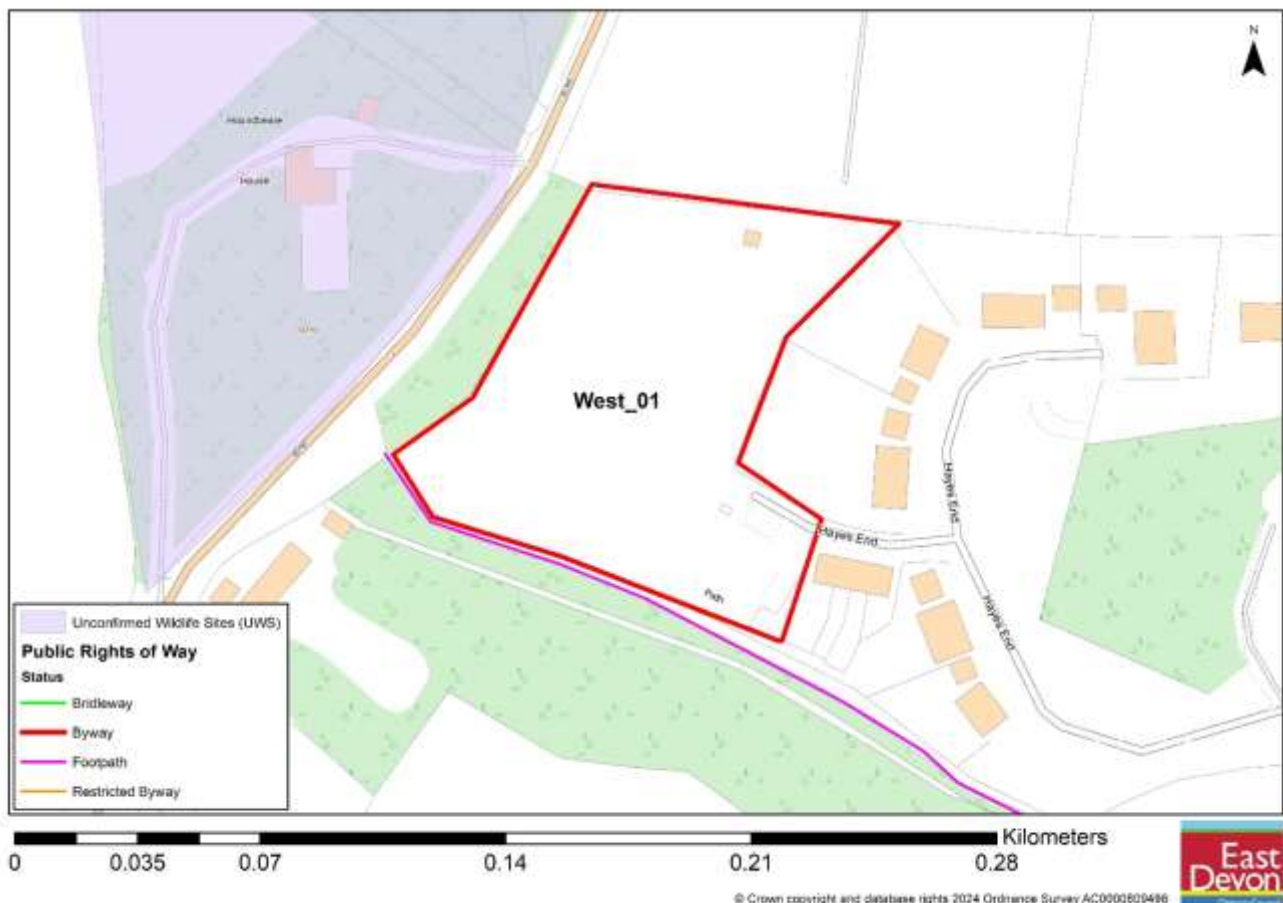 N
House
West_01
Hayes End
Hayes End
Hayes End
Path
Unconfirmed Wildlife Sites (UWS)
Public Rights of Way
Status
Bridleway
Byway
Footpath
Restricted Byway
Kilometers
0 0.035 0.07 0.14 0.21 0.28
East
Devon
© Crown copyright and database rights 2024 Ordnance Survey